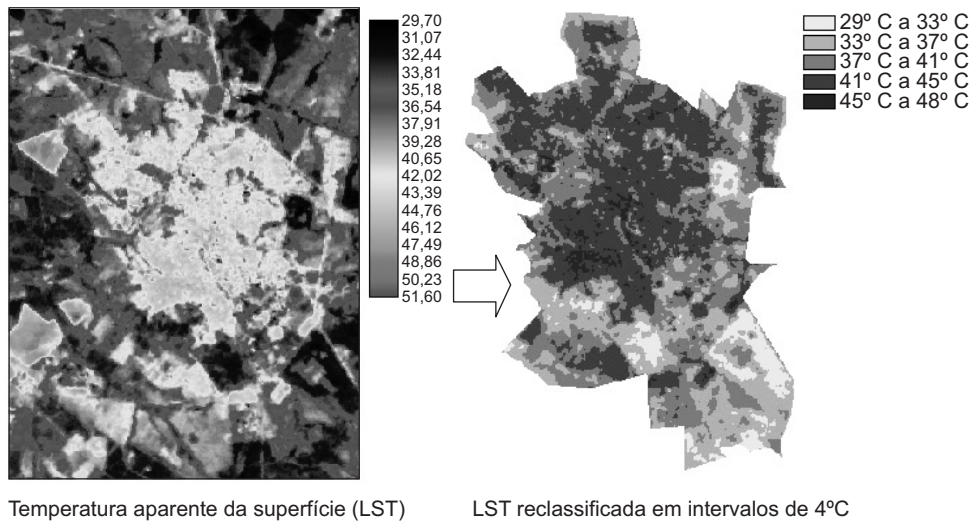 29,70
31,07
32,44
33,81
35,18
36,54
37,91
39,28
40,65
42,02
43,39
44,76
46,12
47,49
48,86
50,23
51,60
29º C a 33º C
33º C a 37º C
37º C a 41º C
41º C a 45º C
45º C a 48º C
Temperatura aparente da superfície (LST)
LST reclassificada em intervalos de 4ºC